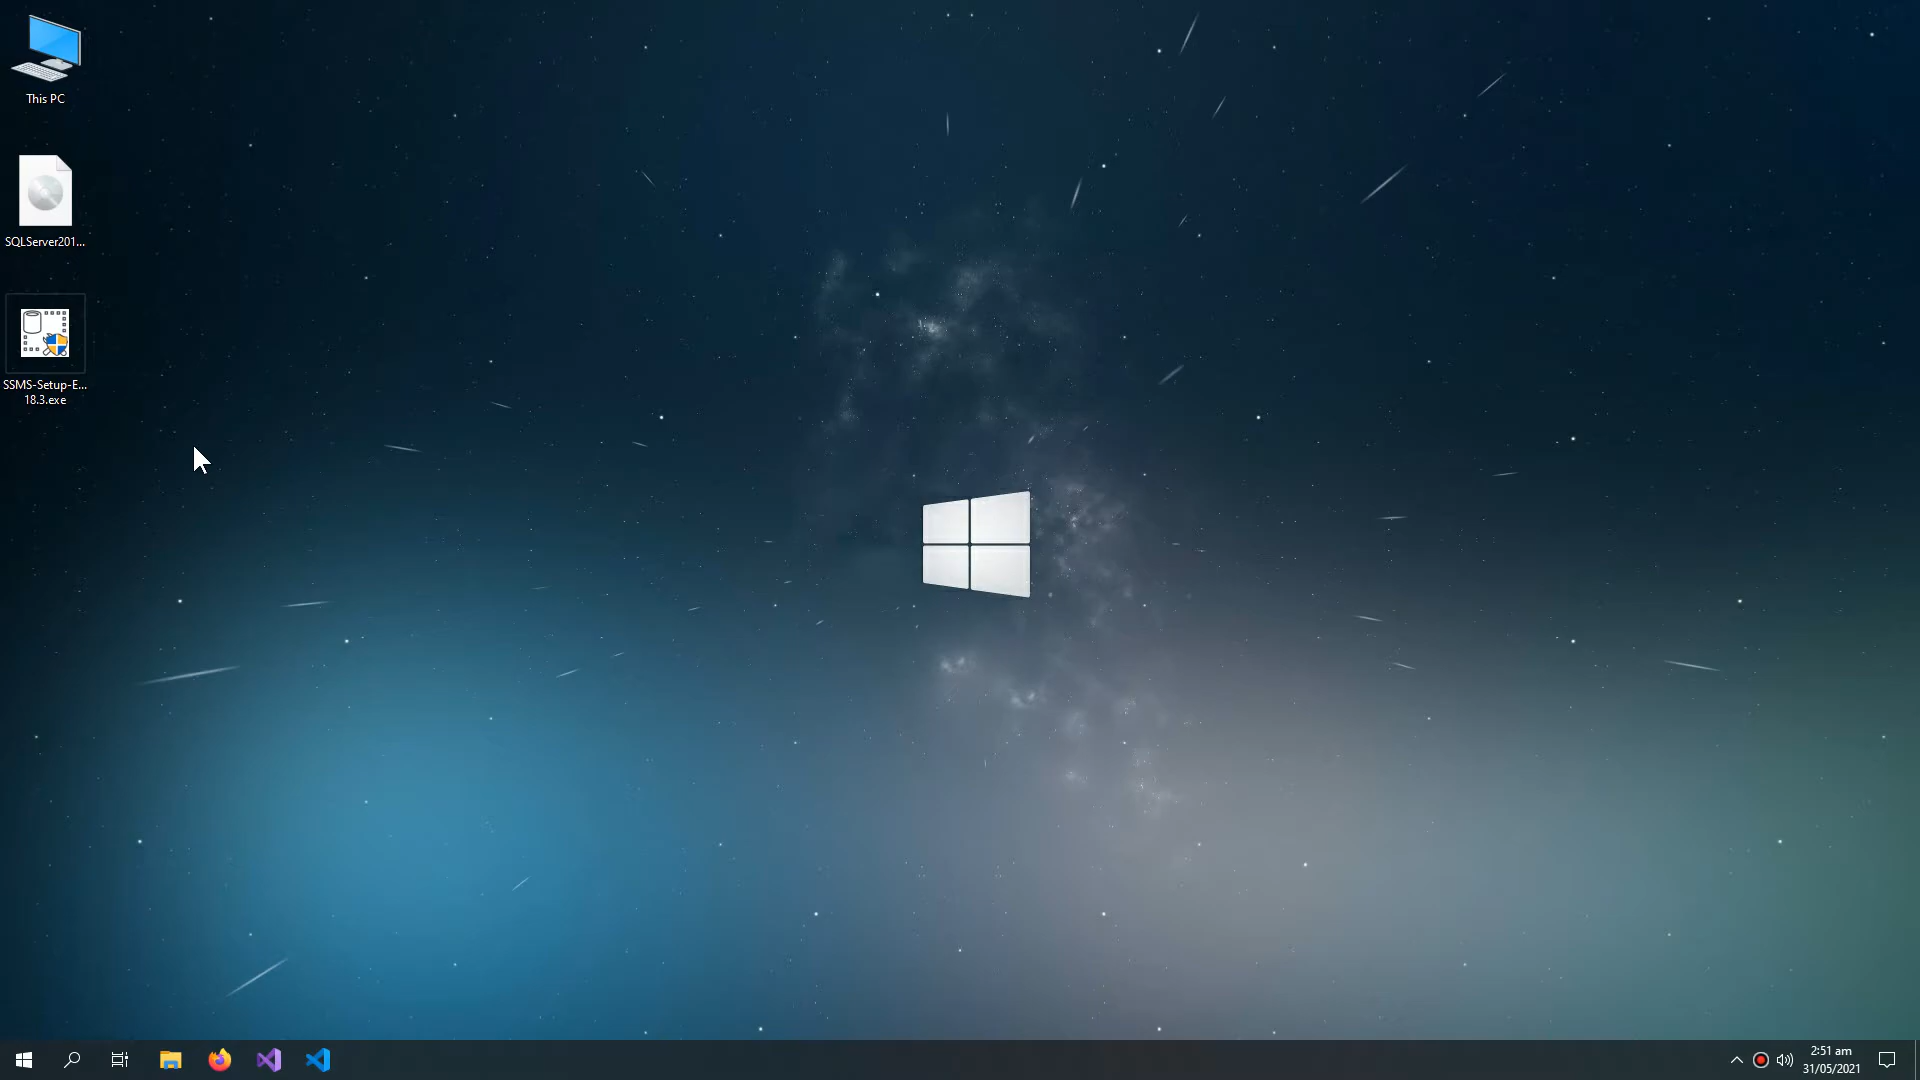 This PC
SQLServer201...
SSMS-Setup-E...
18.3.exe
2:51 am
31/05/2021